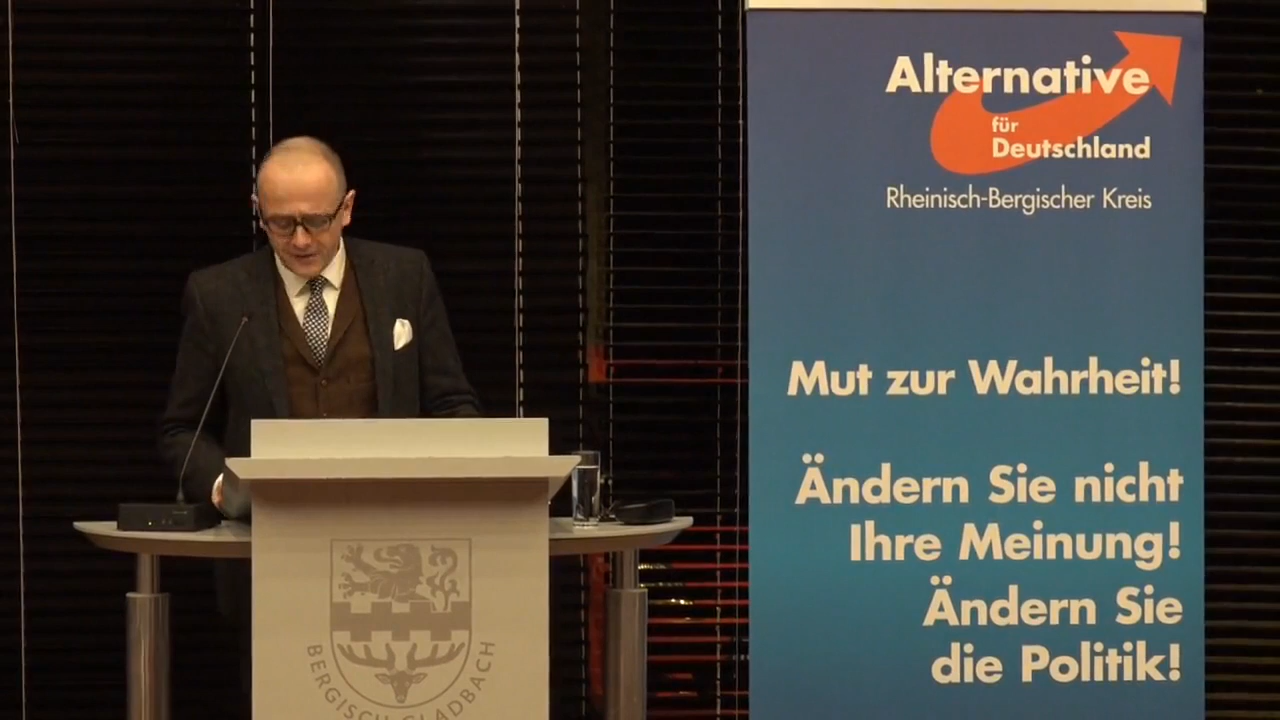 Alternative
für
Deutschland
Rheinisch-Bergischer Kreis
Mut zur Wahrheit!
Ändern Sie nicht
Ihre Meinung!
Ändern Sie
die Politik!
BERGISCH GLADBACH